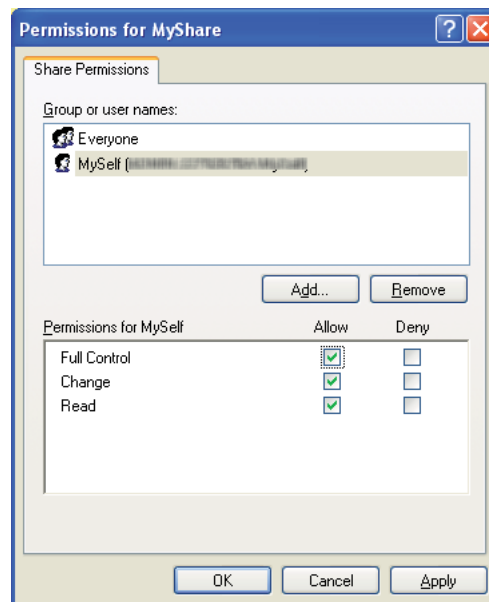 Permissions for MyShare
Share Permissions
Group or user names:
Everyone
MySelf (
Add... Remove
Permissions for MySelf Allow Deny
Full Control
Change
Read
OK Cancel Apply